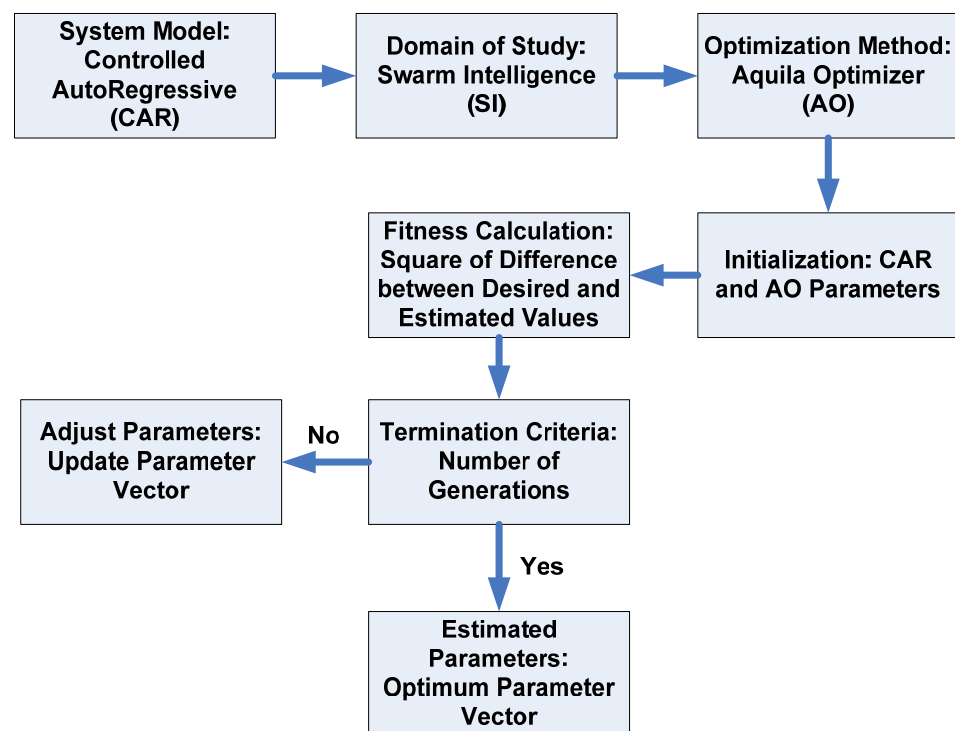 System Model:
Controlled
AutoRegressive
(CAR)
Domain of Study:
Swarm Intelligence
(SI)
Optimization Method:
Aquila Optimizer
(AO)
Initialization: CAR
and AO Parameters
Fitness Calculation:
Square of Difference
between Desired and
Estimated Values
Termination Criteria:
Number of
Generations
No
Adjust Parameters:
Update Parameter
Vector
Yes
Estimated
Parameters:
Optimum Parameter
Vector